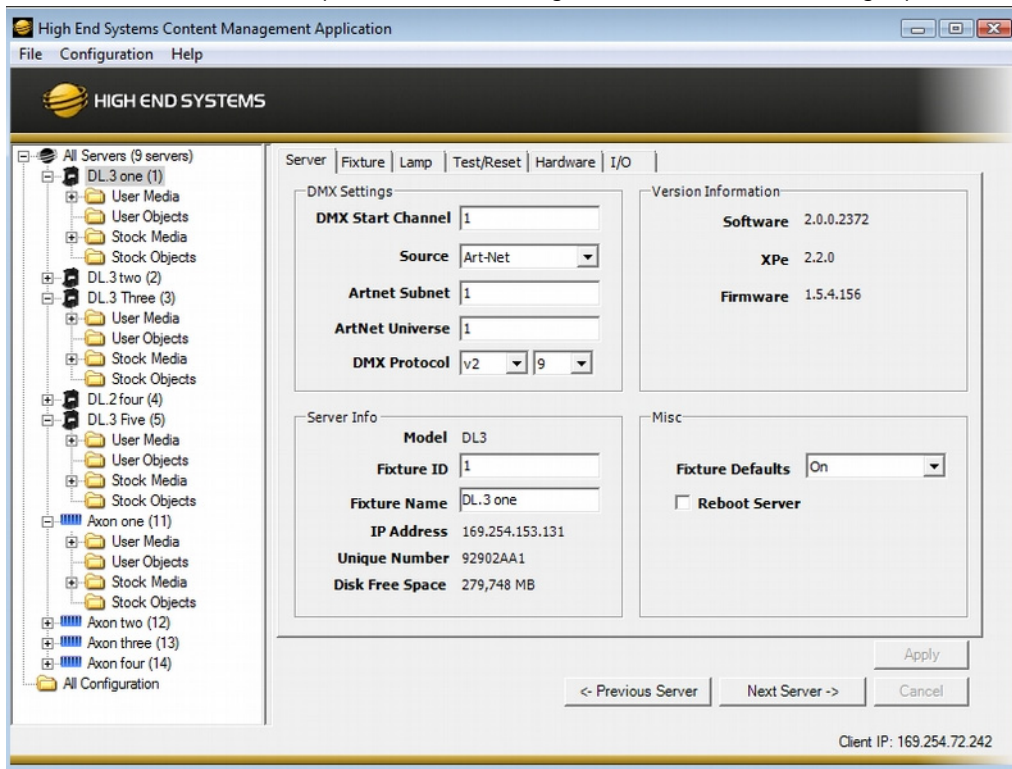 High End Systems Content Management Application
File Configuration Help
HIGH END SYSTEMS
All Servers (9 servers)
DL.3 one (1)
User Media
User Objects
Stock Media
Stock Objects
DL.3 two (2)
DL.3 Three (3)
User Media
User Objects
Stock Media
Stock Objects
DL.2 four (4)
DL.3 Five (5)
User Media
User Objects
Stock Media
Stock Objects
Axon one (11)
User Media
User Objects
Stock Media
Stock Objects
Axon two (12)
Axon three (13)
Axon four (14)
All Configuration
Server Fixture Lamp Test/Reset Hardware I/O
DMX Settings
DMX Start Channel 1
Source Art-Net
Artnet Subnet 1
ArtNet Universe 1
DMX Protocol v2 9
Version Information
Software 2.0.0.2372
XPe 2.2.0
Firmware 1.5.4.156
Server Info
Model DL3
Fixture ID 1
Fixture Name DL.3 one
IP Address 169.254.153.131
Unique Number 92902AA1
Disk Free Space 279,748 MB
Misc
Fixture Defaults On
Reboot Server
Apply
<- Previous Server Next Server -> Cancel
Client IP: 169.254.72.242